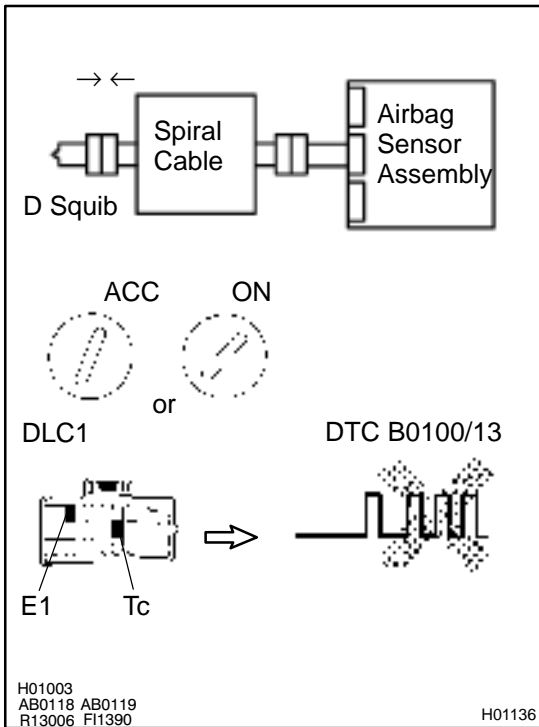 Spiral
Cable
Airbag
Sensor
Assembly
D Squib
ACC ON
or
DLC1 DTC B0100/13
E1 Tc
H01003
AB0118 AB0119
R13006 FI1390 H01136